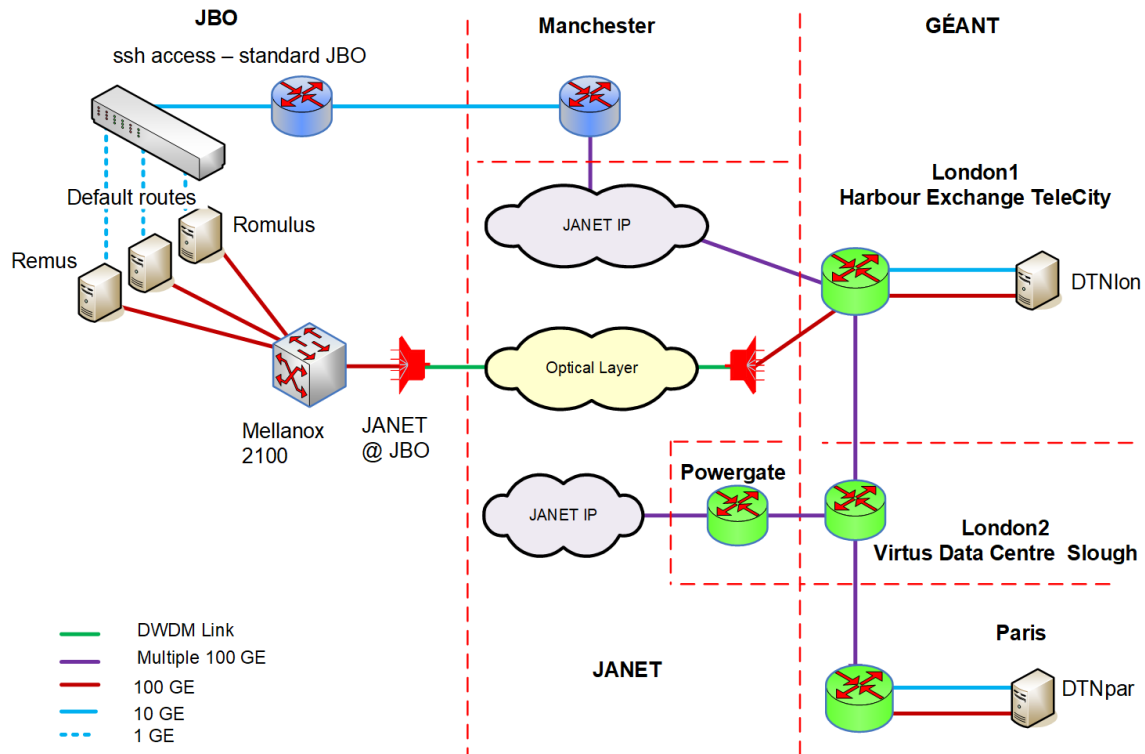 JBO
Manchester
GÉANT
ssh access – standard JBO
Default routes
Romulus
Remus
JANET IP
London1
Harbour Exchange TeleCity
DTNlon
Optical Layer
Mellanox
2100
JANET
@ JBO
Powergate
JANET IP
London2
Virtus Data Centre Slough
DWDM Link
Multiple 100 GE
100 GE
10 GE
1 GE
JANET
Paris
DTNpar